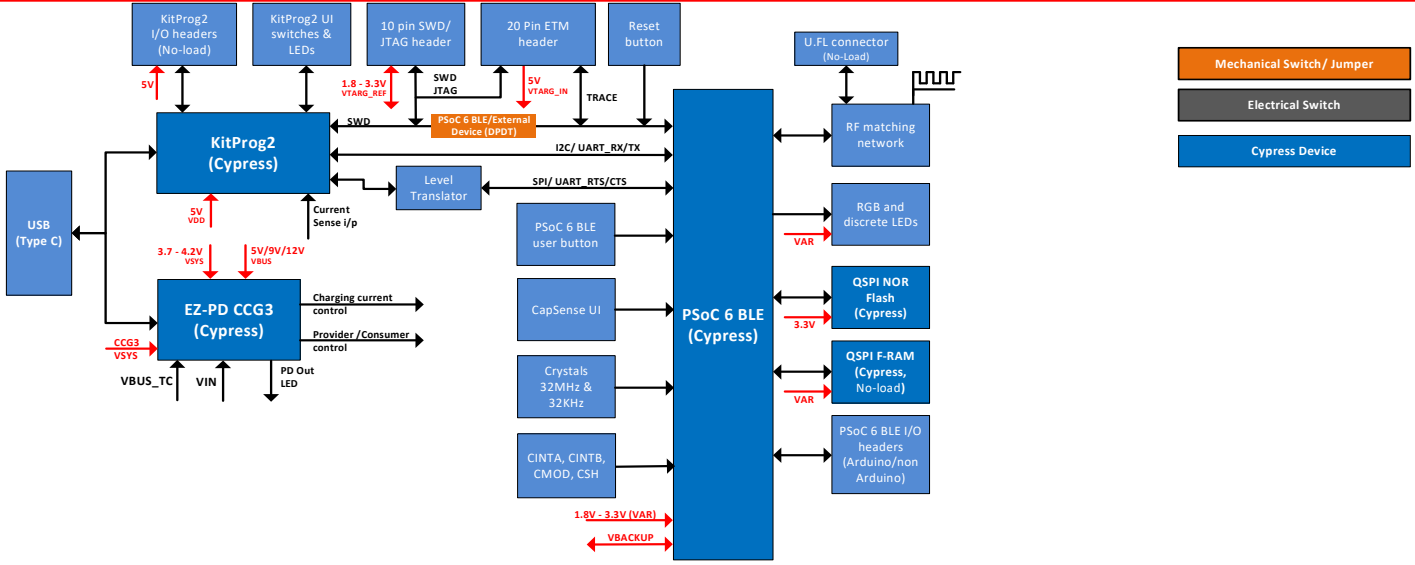 KitProg2
I/O headers
(No-load)
KitProg2 UI
switches &
LEDs
10 pin SWD/
JTAG header
20 Pin ETM
header
Reset
button
U.FL connector
(No-Load)
Mechanical Switch/ Jumper
Electrical Switch
Cypress Device
5V
1.8 - 3.3V
VTARG_REF
SWD
JTAG
5V
VTARG_IN
TRACE
KitProg2
(Cypress)
SWD
PSoC 6 BLE/External
Device (DPDT)
I2C/ UART_RX/TX
Level
Translator
SPI/ UART_RTS/CTS
RF matching
network
USB
(Type C)
5V
VDD
Current
Sense i/p
3.7 - 4.2V
VSYS
5V/9V/12V
VBUS
PSoC 6 BLE
user button
RGB and
discrete LEDs
VAR
EZ-PD CCG3
(Cypress)
Charging current
control
Provider /Consumer
control
CCG3
VSYS
VBUS_TC
VIN
PD Out
LED
CapSense UI
PSoC 6 BLE
(Cypress)
QSPI NOR
Flash
(Cypress)
3.3V
Crystals
32MHz &
32KHz
QSPI F-RAM
(Cypress,
No-load)
VAR
CINTA, CINTB,
CMOD, CSH
PSoC 6 BLE I/O
headers
(Arduino/non
Arduino)
1.8V - 3.3V (VAR)
VBACKUP